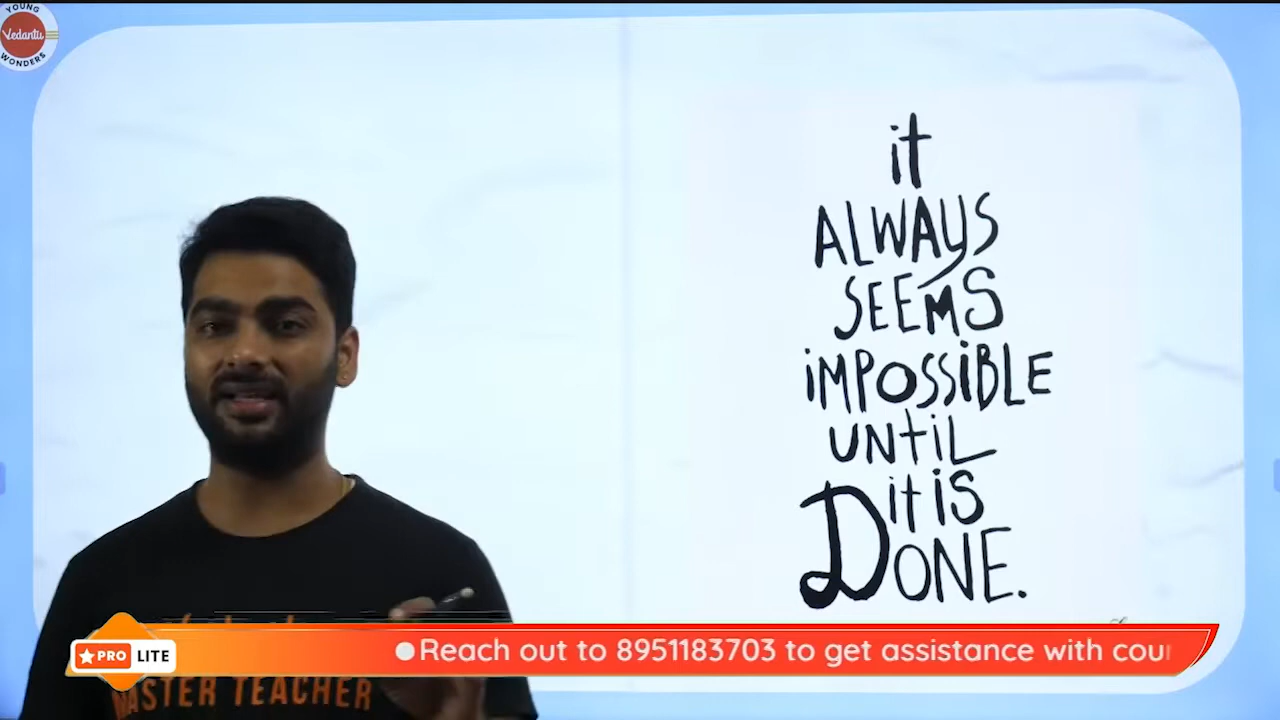 YOUNG
Vedantu
WONDERS
it
ALWAYS
SEEMS
iMPOSSiBLE
UNtiL
it iS
DONE.
PRO LITE
Reach out to 8951183703 to get assistance with cou
MASTER TEACHER